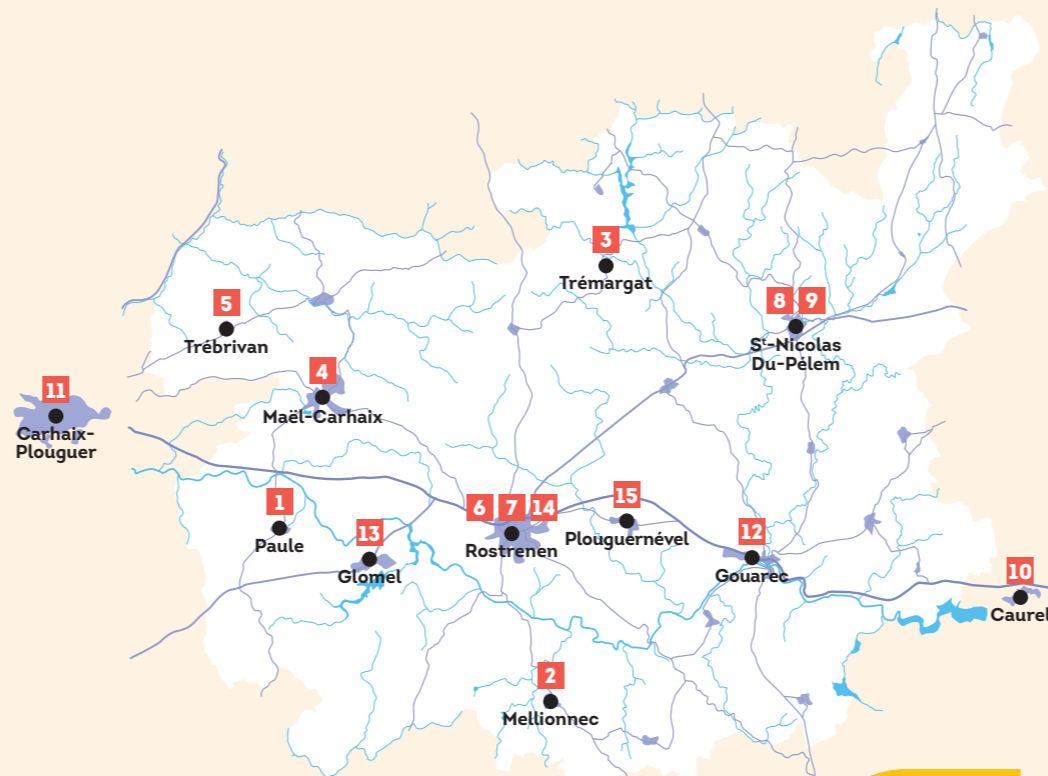 3
Trémargat
8 9
Sᵗ-Nicolas
Du-Pélem
5
Trébrivan
4
Maël-Carhaix
11
Carhaix-
Plouguer
1
Paule
13
Glomel
6 7 14
Rostrenen
15
Plouguernével
12
Gouarec
10
Caurel
2
Mellionnec